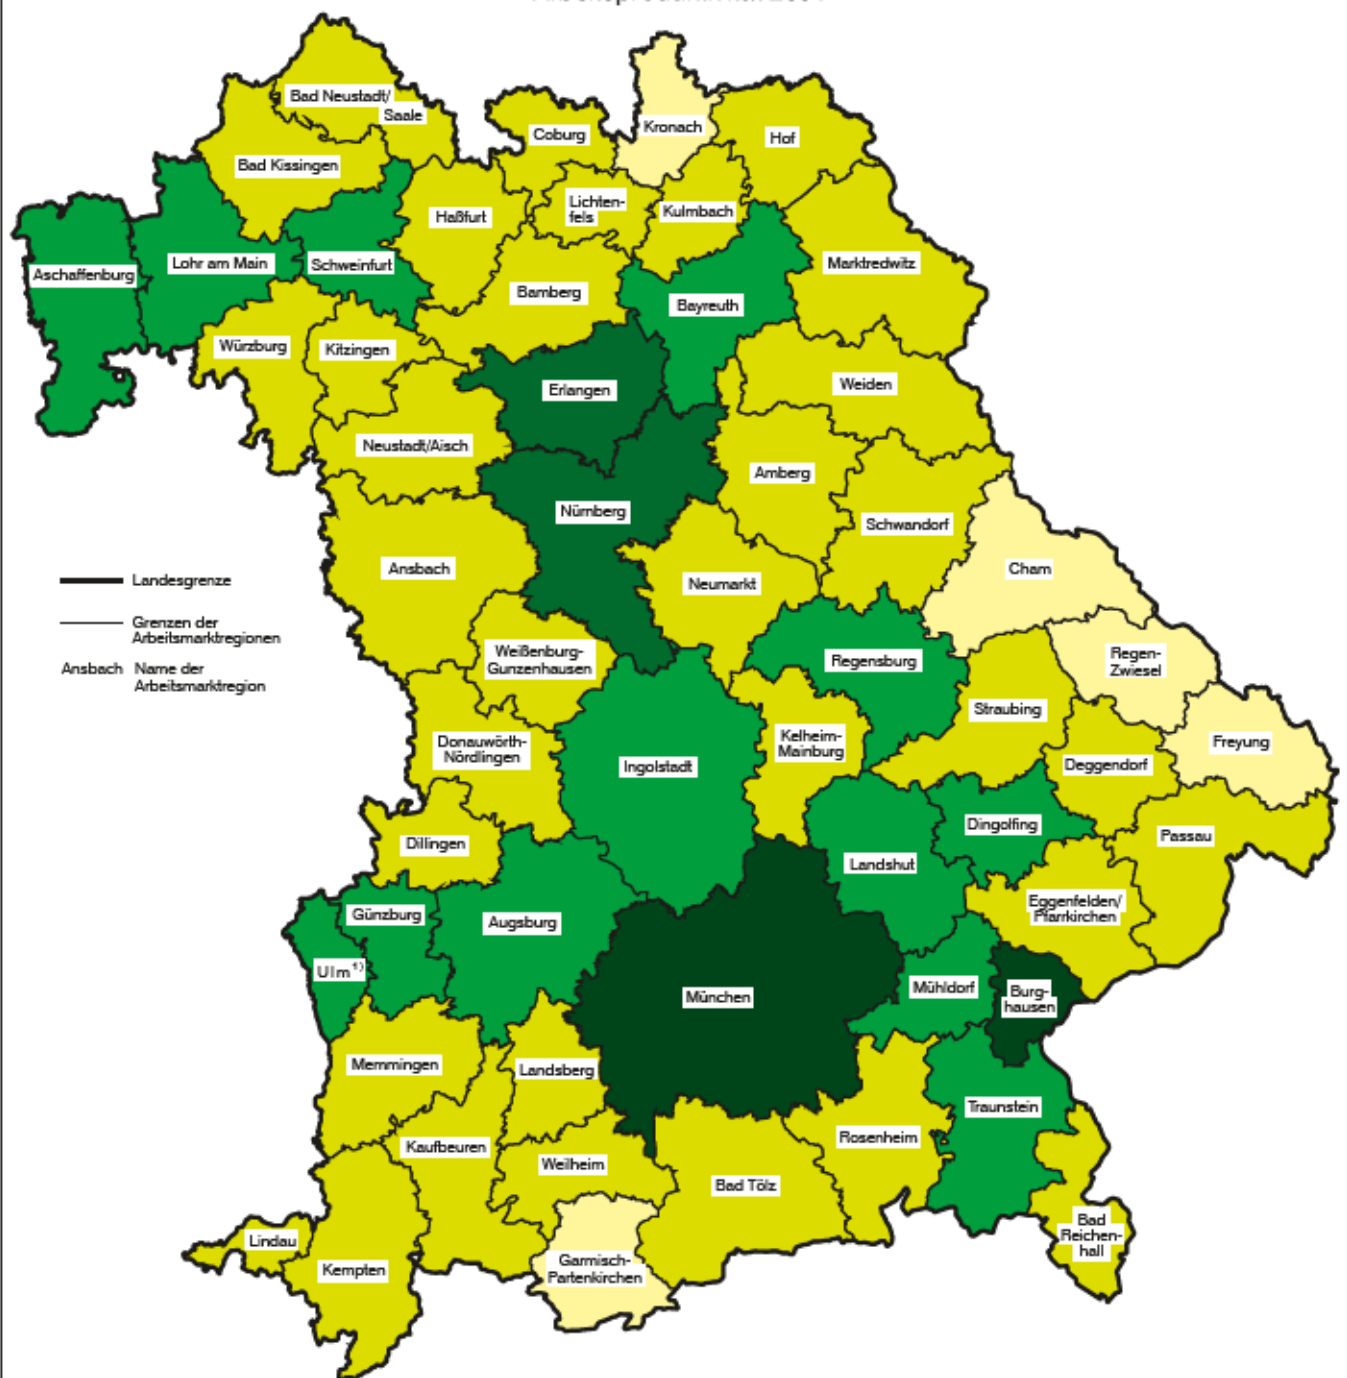 Bad Neustadt/
Saale
Coburg
Kronach
Hof
Bad Kissingen
Haßfurt
Lichten-
fels
Kulmbach
Aschaffenburg
Lohr am Main
Schweinfurt
Marktredwitz
Bamberg
Bayreuth
Würzburg
Kitzingen
Erlangen
Weiden
Neustadt/Aisch
Amberg
Nürnberg
Schwandorf
Ansbach
Neumarkt
Cham
Landesgrenze
Grenzen der
Arbeitsmarktregionen
Ansbach Name der
Arbeitsmarktregion
Weißenburg-
Gunzenhausen
Regensburg
Regen-
Zwiesel
Straubing
Donauwörth-
Nördlingen
Kelheim-
Mainburg
Freyung
Ingolstadt
Deggendorf
Dillingen
Dingolfing
Passau
Landshut
Günzburg
Augsburg
Eggenfelden/
Pfarrkirchen
Ulm¹⁾
München
Mühldorf
Burg-
hausen
Memmingen
Landsberg
Traunstein
Kaufbeuren
Weilheim
Rosenheim
Bad Tölz
Lindau
Kempten
Garmisch-
Partenkirchen
Bad
Reichen-
hall